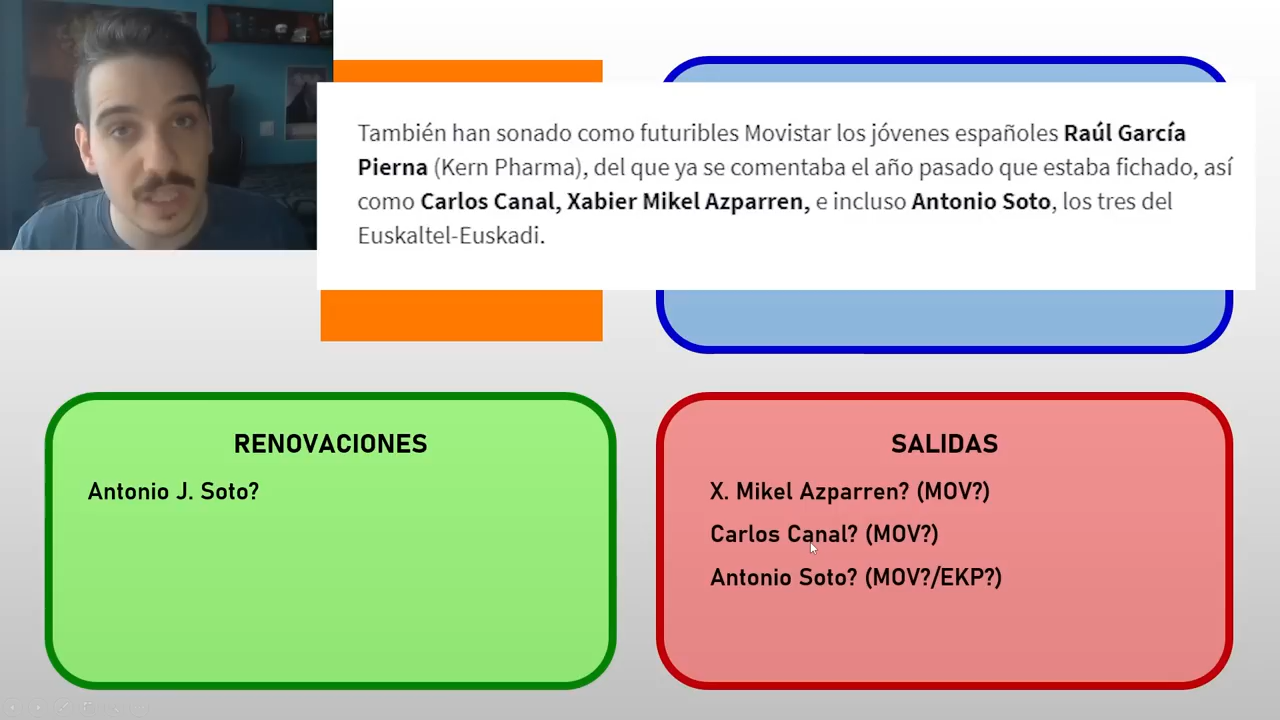 También han sonado como futuribles Movistar los jóvenes españoles Raúl García
Pierna (Kern Pharma), del que ya se comentaba el año pasado que estaba fichado, así
como Carlos Canal, Xabier Mikel Azparren, e incluso Antonio Soto, los tres del
Euskaltel-Euskadi.
RENOVACIONES
Antonio J. Soto?
SALIDAS
X. Mikel Azparren? (MOV?)
Carlos Canal? (MOV?)
Antonio Soto? (MOV?/EKP?)